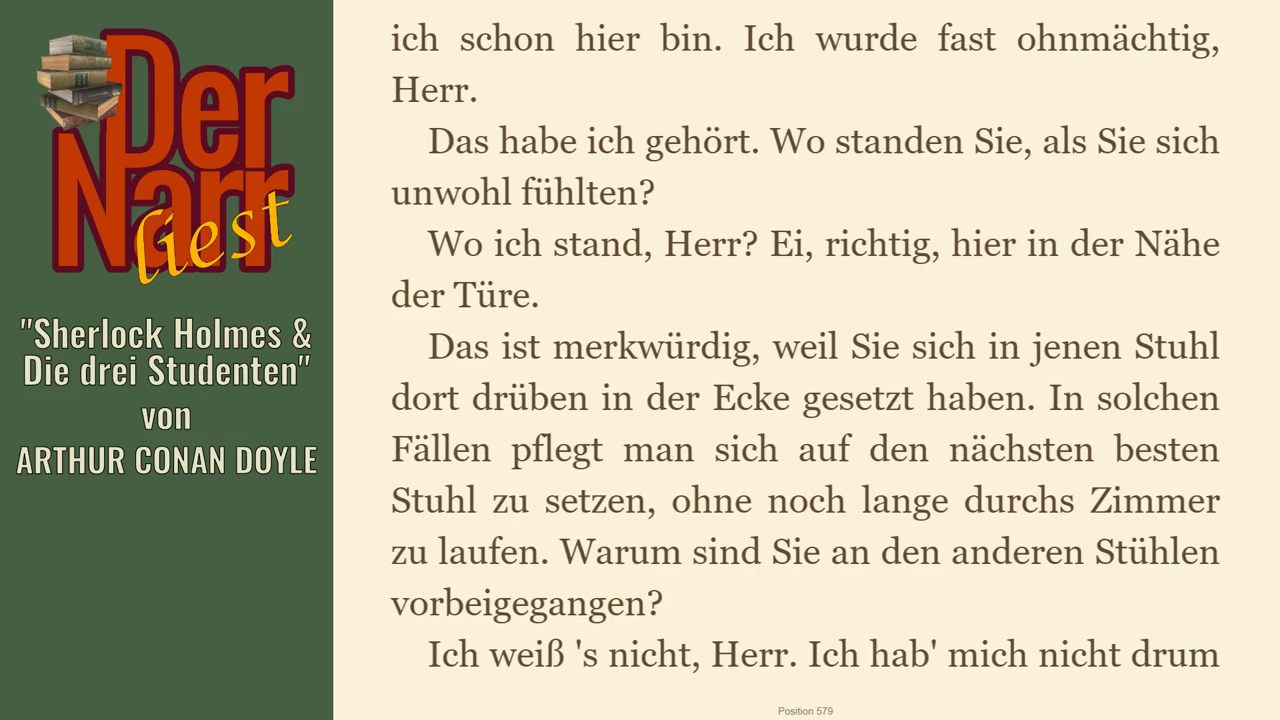 Der
Narr
liest
"Sherlock Holmes &
Die drei Studenten"
von
ARTHUR CONAN DOYLE
ich schon hier bin. Ich wurde fast ohnmächtig,
Herr.
Das habe ich gehört. Wo standen Sie, als Sie sich
unwohl fühlten?
Wo ich stand, Herr? Ei, richtig, hier in der Nähe
der Türe.
Das ist merkwürdig, weil Sie sich in jenen Stuhl
dort drüben in der Ecke gesetzt haben. In solchen
Fällen pflegt man sich auf den nächsten besten
Stuhl zu setzen, ohne noch lange durchs Zimmer
zu laufen. Warum sind Sie an den anderen Stühlen
vorbeigegangen?
Ich weiß 's nicht, Herr. Ich hab' mich nicht drum
Position 579